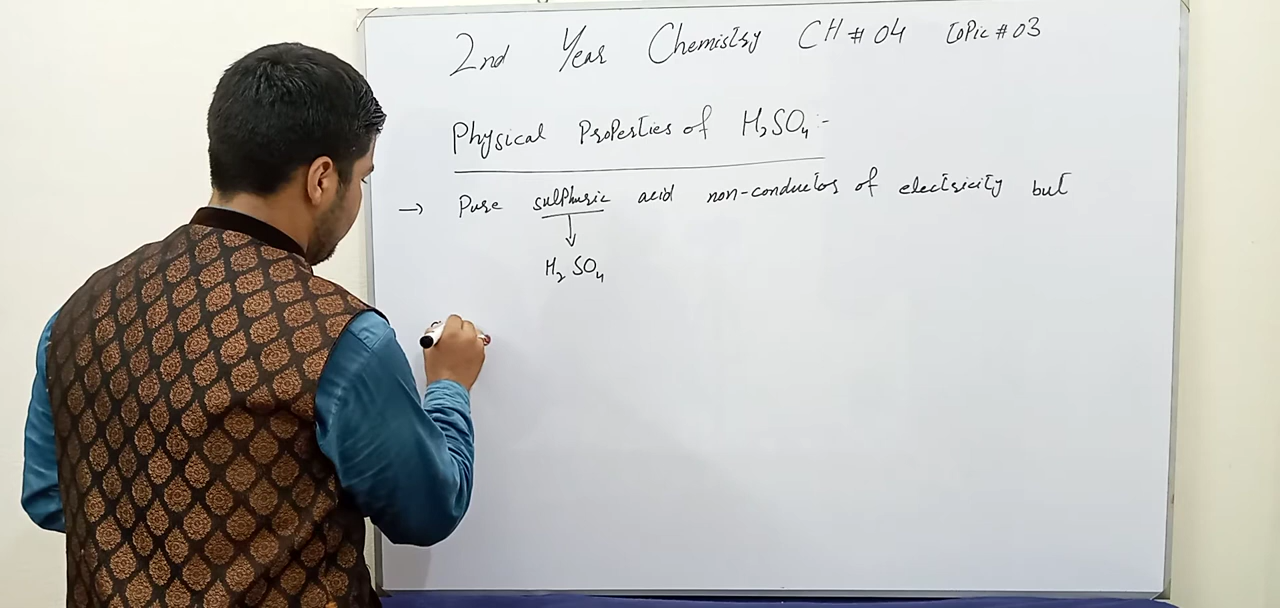 2nd Year Chemistry CH # 04 topic # 03
Physical Properties of H₂SO₄:-
→ Pure sulphuric acid non-conductor of electricity but
↓
H₂SO₄